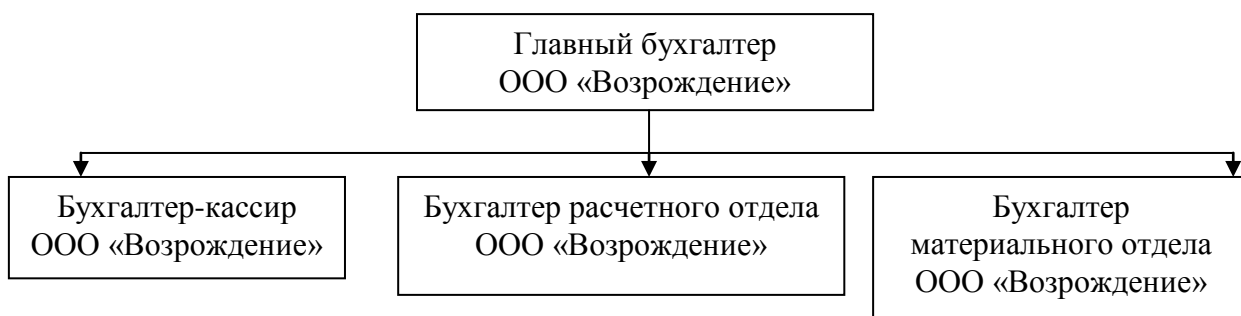 Главный бухгалтер
ООО «Возрождение»
Бухгалтер-кассир
ООО «Возрождение»
Бухгалтер расчетного отдела
ООО «Возрождение»
Бухгалтер
материального отдела
ООО «Возрождение»